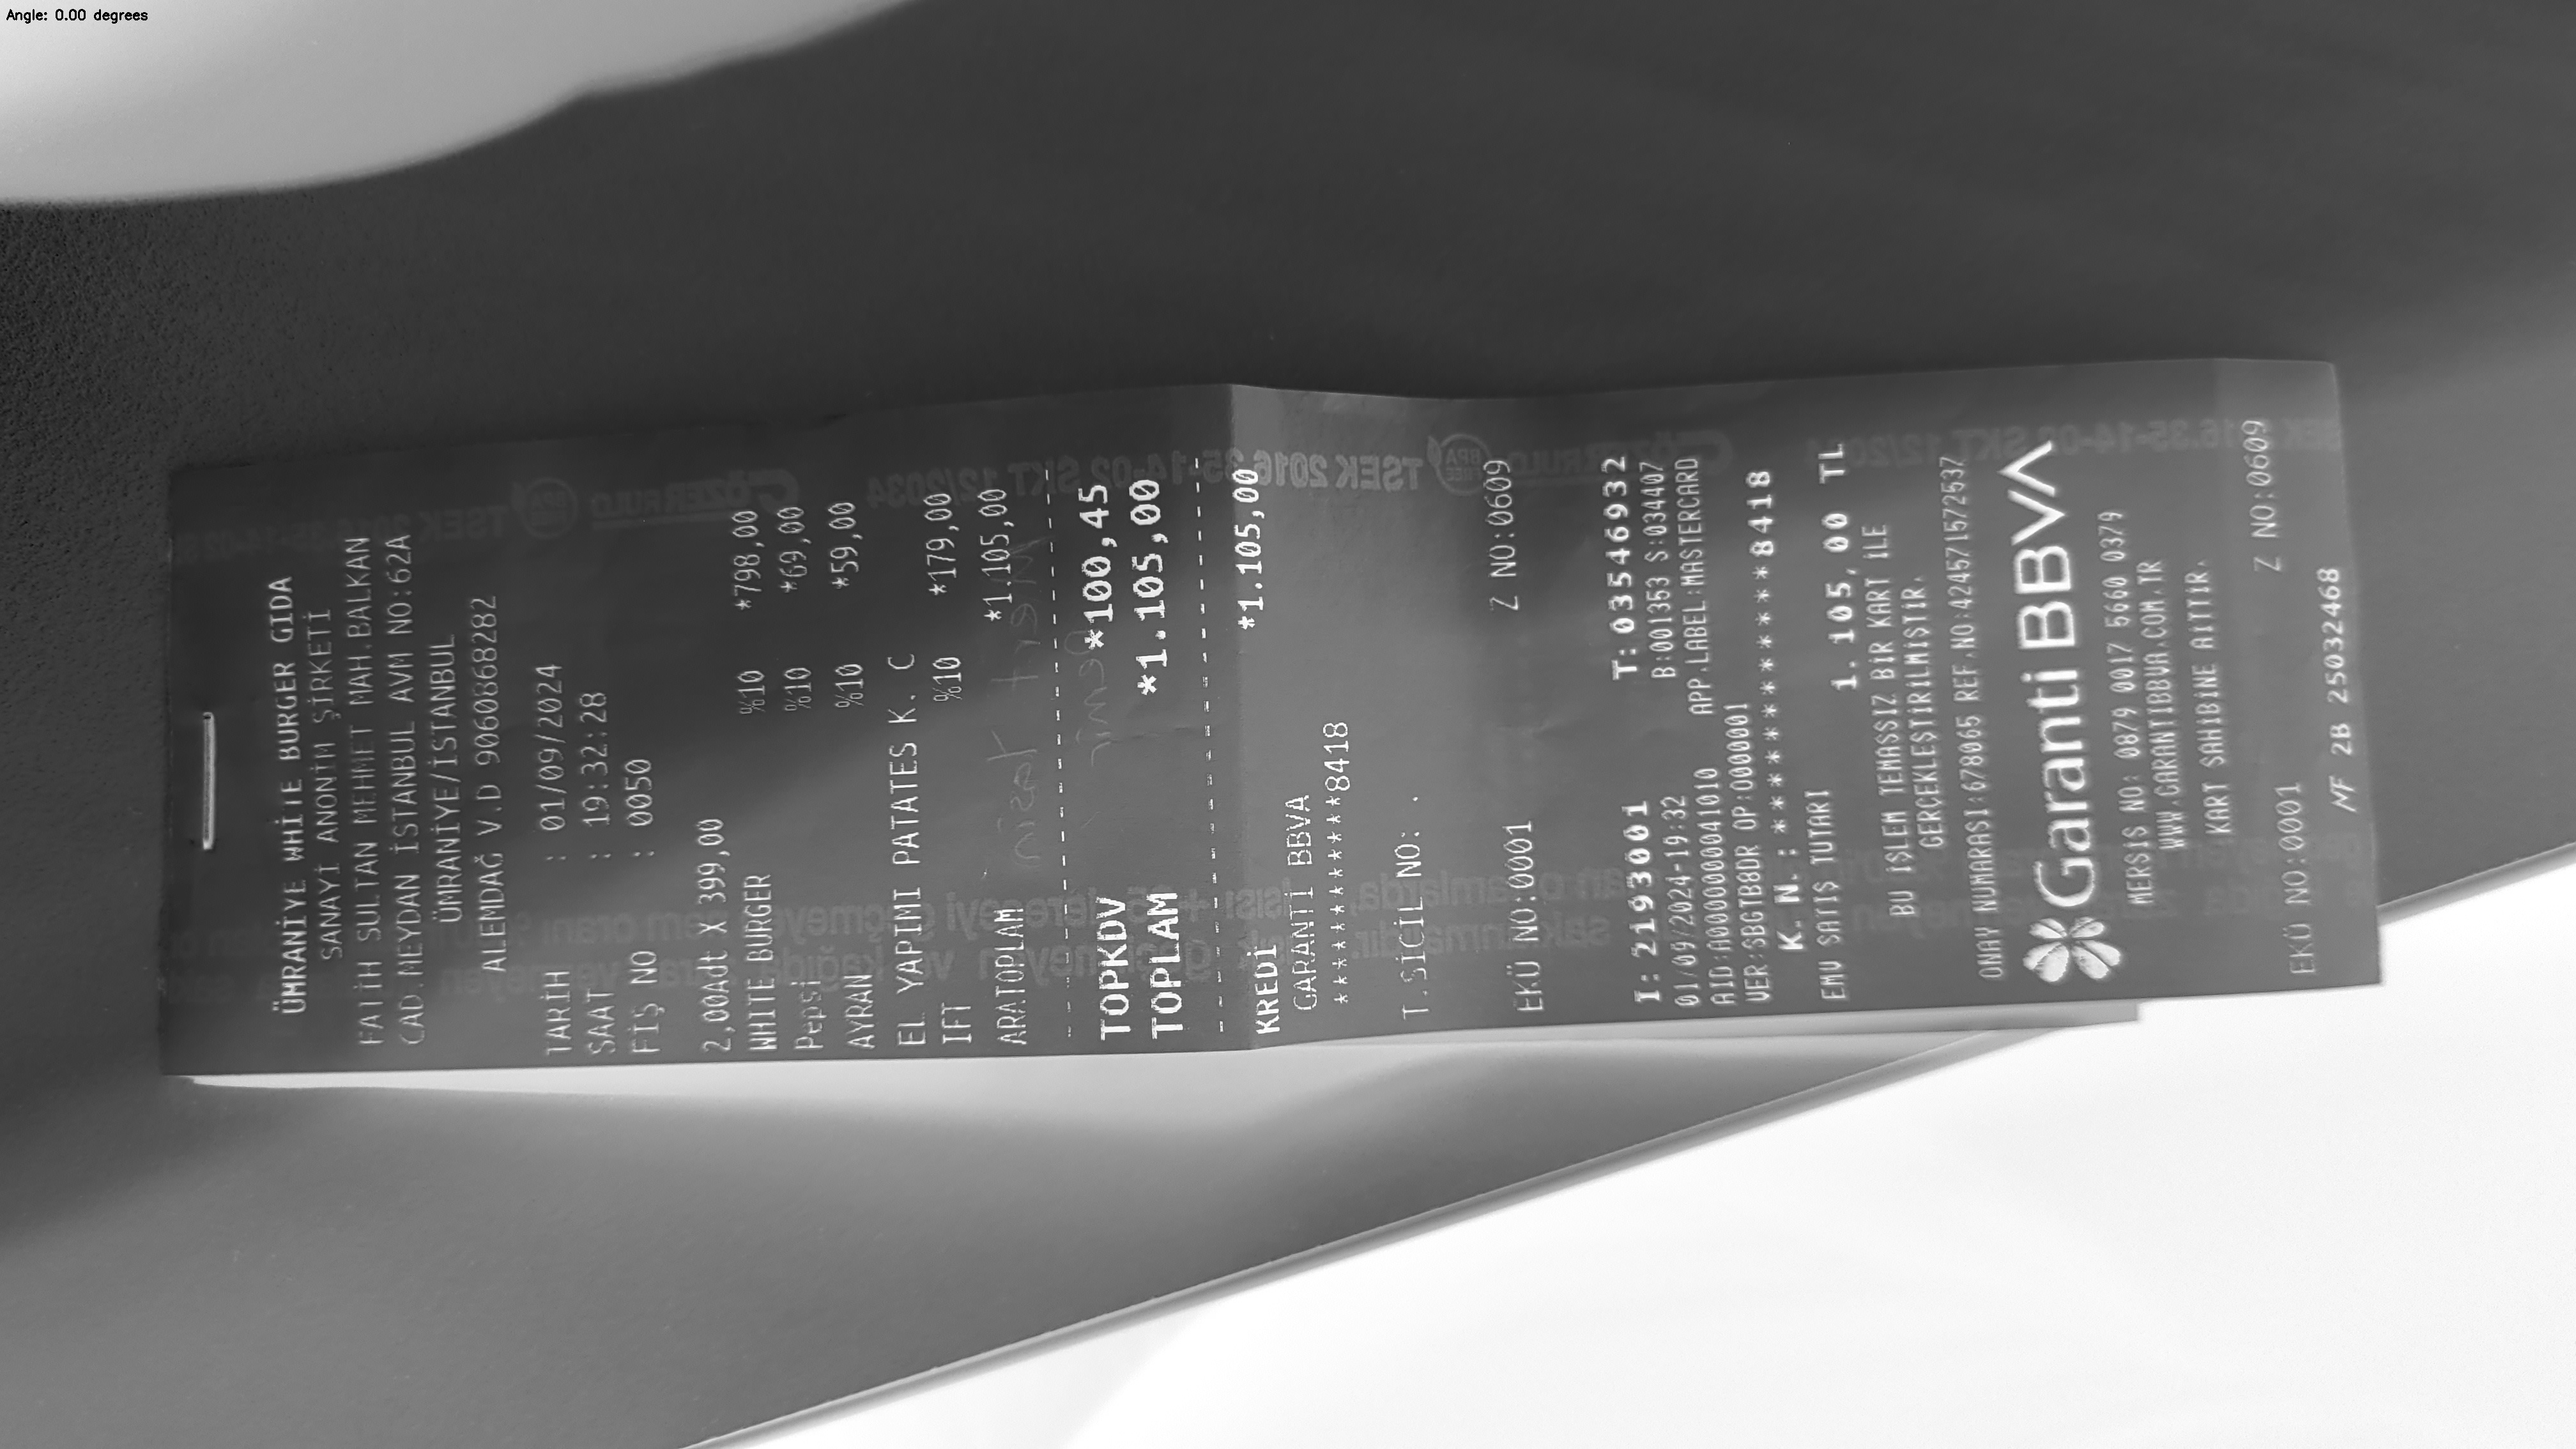 Angle: 0.00 degrees
ÜMRANİYE WHITE BURGER GIDA
SANAYİ ANONİM ŞİRKETİ
FATİH SULTAN MEHMET MAH.BALKAN
CAD.MEYDAN İSTANBUL AVM NO:62A
ÜMRANİYE/İSTANBUL
ALEMDAĞ V.D 9060868282
TARİH : 01/09/2024
SAAT : 19:32:28
FİŞ NO : 0050
2,00Adt X 399,00
WHITE BURGER %10 *798,00
Pepsi %10 *69,00
AYRAN %10 *59,00
EL YAPIMI PATATES K. C
IFT %10 *179,00
ARATOPLAM *1.105,00
TOPKDV *100,45
TOPLAM *1.105,00
KREDİ *1.105,00
GARANTİ BBVA
************8418
T.SİCİL NO: .
EKÜ NO:0001 Z NO:0609
T:03546932
B:001353 S:034407
01/09/2024-19:32
AID:A0000000041010 APP.LABEL:MASTERCARD
VER:SBGTB8DR OP:0000001
K.N.:************8418
EMV SATIŞ TUTARI 1.105,00 TL
BU İŞLEM TEMASSIZ BİR KART İLE
GERÇEKLEŞTİRİLMİŞTİR.
ONAY NUMARASI:678065 REF.NO:424571572537
Garanti BBVA
MERSIS NO: 0879 0017 5660 0379
WWW.GARANTIBBVA.COM.TR
KART SAHIBINE AITTIR.
EKÜ NO:0001 Z NO:0609
NF 2B 25032468